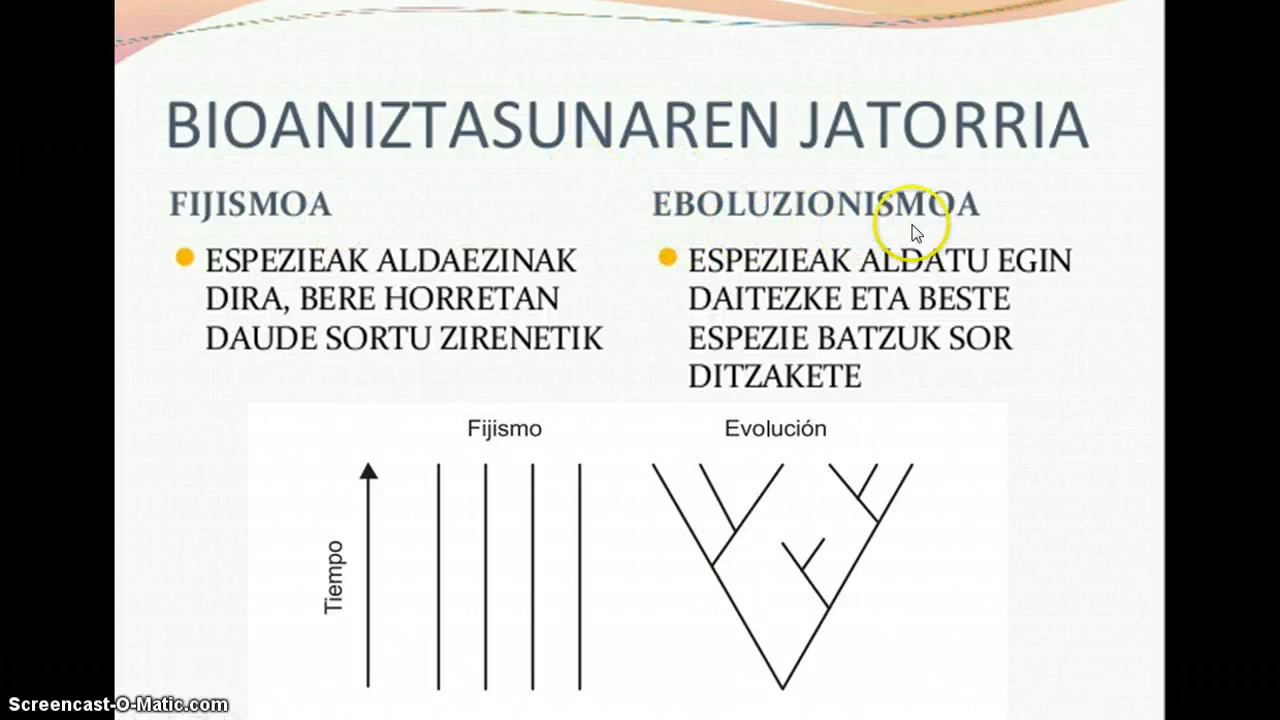 BIOANIZTASUNAREN JATORRIA
FIJISMOA
ESPEZIEAK ALDAEZINAK
DIRA, BERE HORRETAN
DAUDE SORTU ZIRENETIK
EBOLUZIONISMOA
ESPEZIEAK ALDATU EGIN
DAITEZKE ETA BESTE
ESPEZIE BATZUK SOR
DITZAKETE
Fijismo
Evolución
Tiempo
Screencast-O-Matic.com